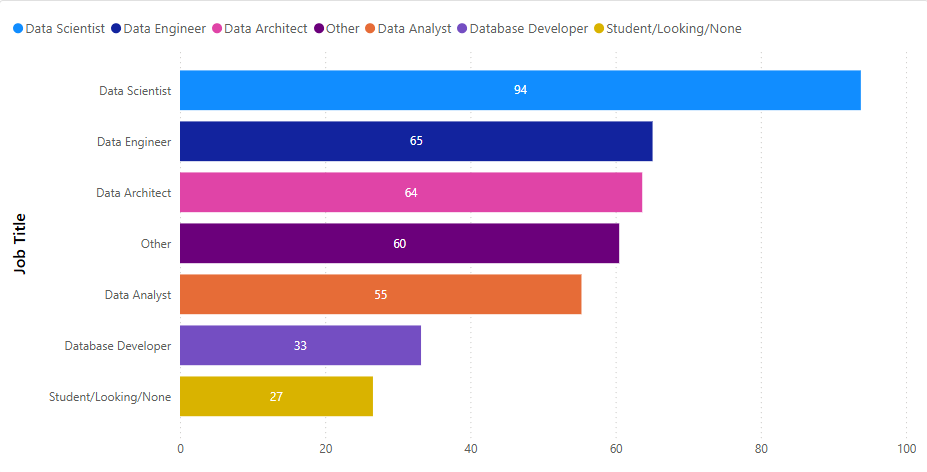 Data Scientist Data Engineer Data Architect Other Data Analyst Database Developer Student/Looking/None
Job Title
Data Scientist 94
Data Engineer 65
Data Architect 64
Other 60
Data Analyst 55
Database Developer 33
Student/Looking/None 27
0 20 40 60 80 100